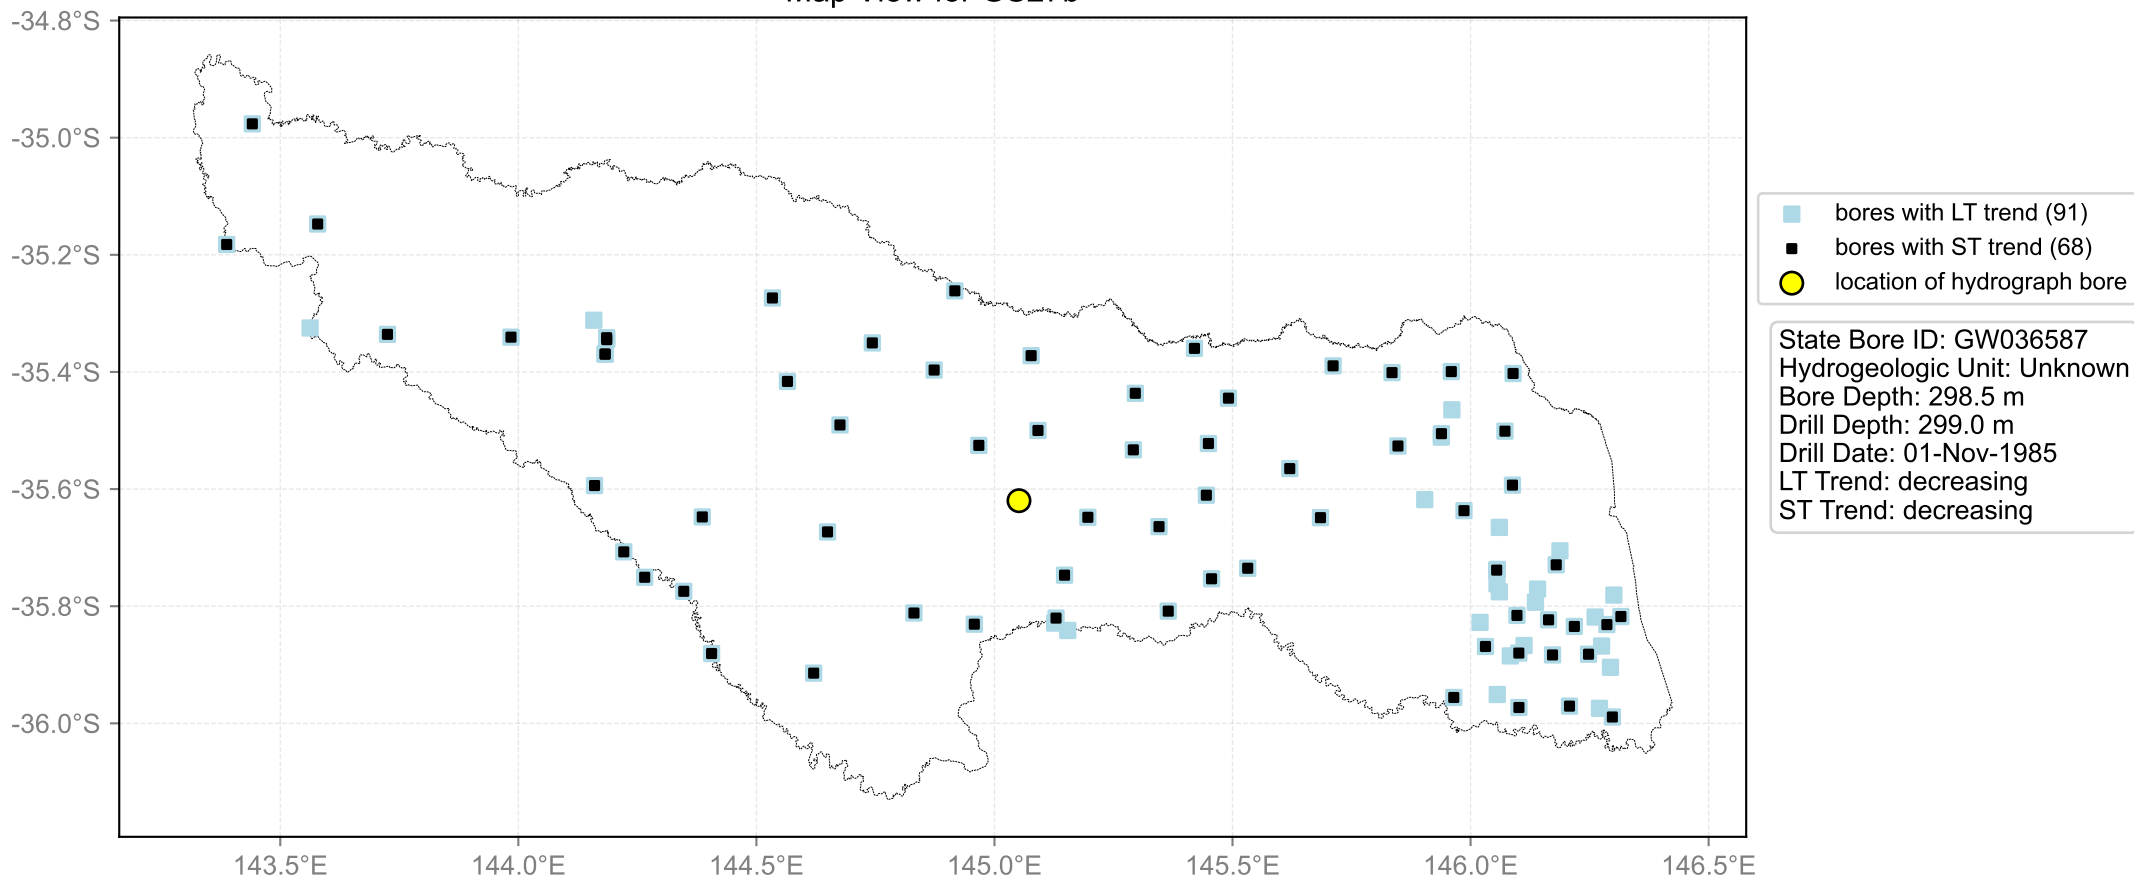 -34.8°S
-35.0°S
-35.2°S
-35.4°S
-35.6°S
-35.8°S
-36.0°S
143.5°E
144.0°E
144.5°E
145.0°E
145.5°E
146.0°E
146.5°E
bores with LT trend (91)
bores with ST trend (68)
location of hydrograph bore
State Bore ID: GW036587
Hydrogeologic Unit: Unknown
Bore Depth: 298.5 m
Drill Depth: 299.0 m
Drill Date: 01-Nov-1985
LT Trend: decreasing
ST Trend: decreasing